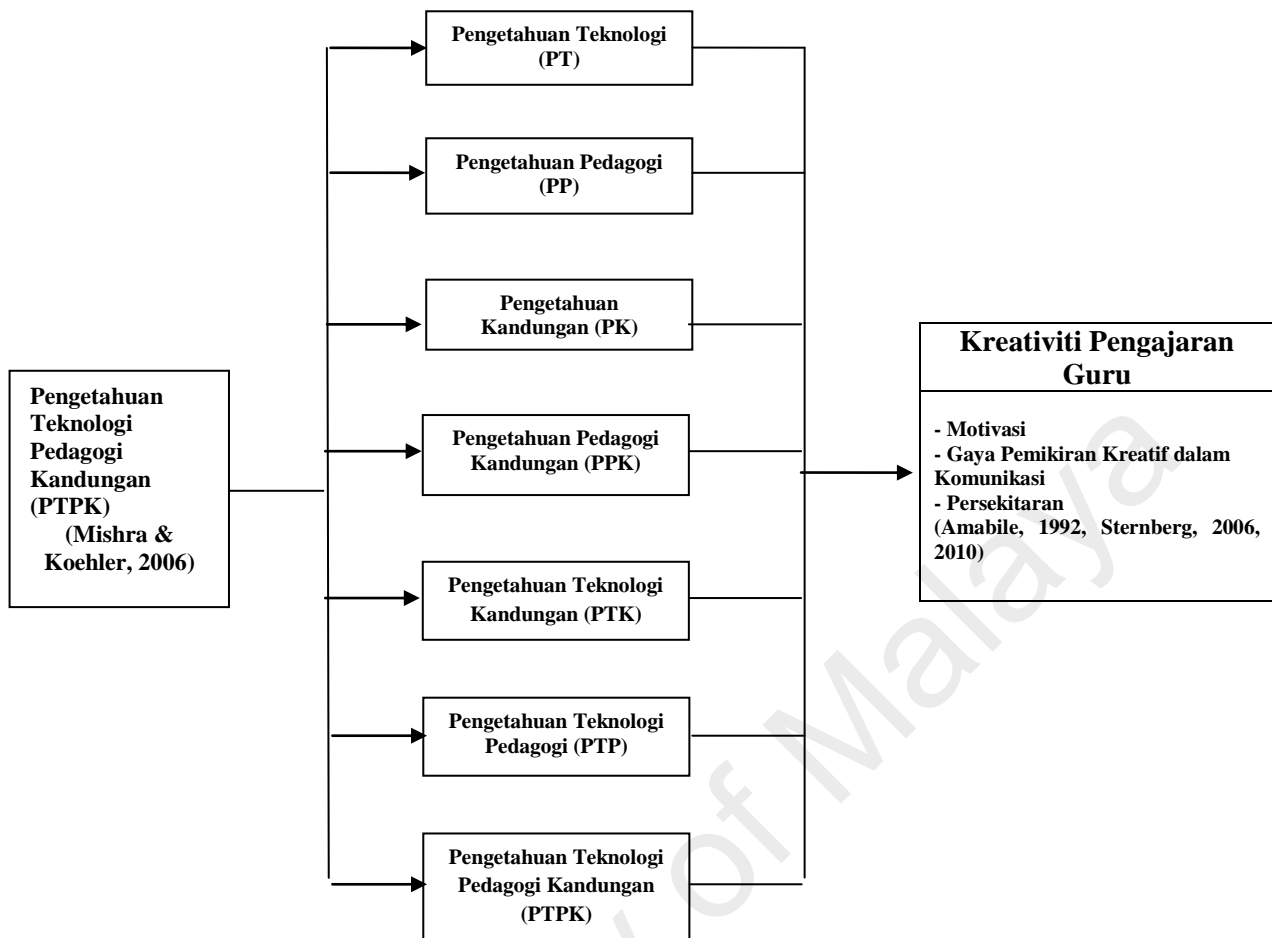 Pengetahuan
Teknologi
Pedagogi
Kandungan
(PTPK)
(Mishra &
Koehler, 2006)
Pengetahuan Teknologi
(PT)
Pengetahuan Pedagogi
(PP)
Pengetahuan
Kandungan (PK)
Pengetahuan Pedagogi
Kandungan (PPK)
Pengetahuan Teknologi
Kandungan (PTK)
Pengetahuan Teknologi
Pedagogi (PTP)
Pengetahuan Teknologi
Pedagogi Kandungan
(PTPK)
Kreativiti Pengajaran
Guru
- Motivasi
- Gaya Pemikiran Kreatif dalam
Komunikasi
- Persekitaran
(Amabile, 1992, Sternberg, 2006,
2010)
of Malaya